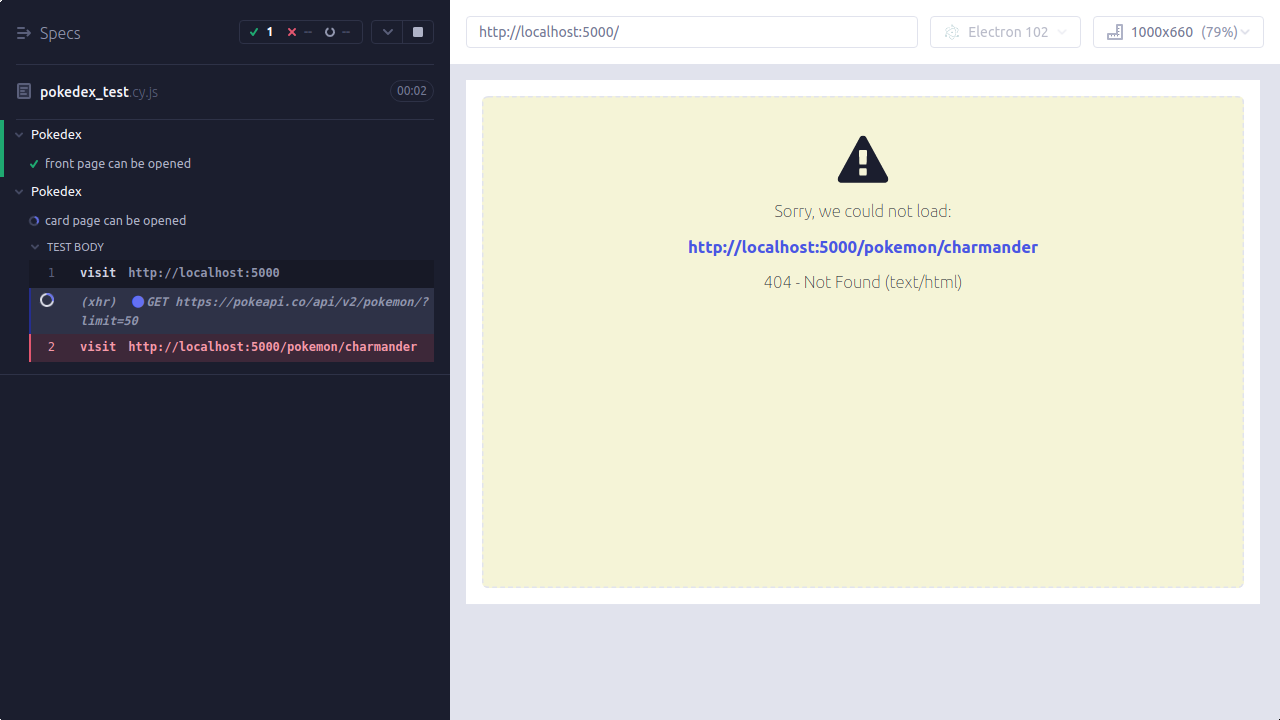 Specs
1 -- --
pokedex_test.cy.js
00:02
Pokedex
front page can be opened
Pokedex
card page can be opened
TEST BODY
1 visit http://localhost:5000
(xhr) GET https://pokeapi.co/api/v2/pokemon/?
limit=50
2 visit http://localhost:5000/pokemon/charmander
http://localhost:5000/
Electron 102
1000x660 (79%)
Sorry, we could not load:
http://localhost:5000/pokemon/charmander
404 - Not Found (text/html)